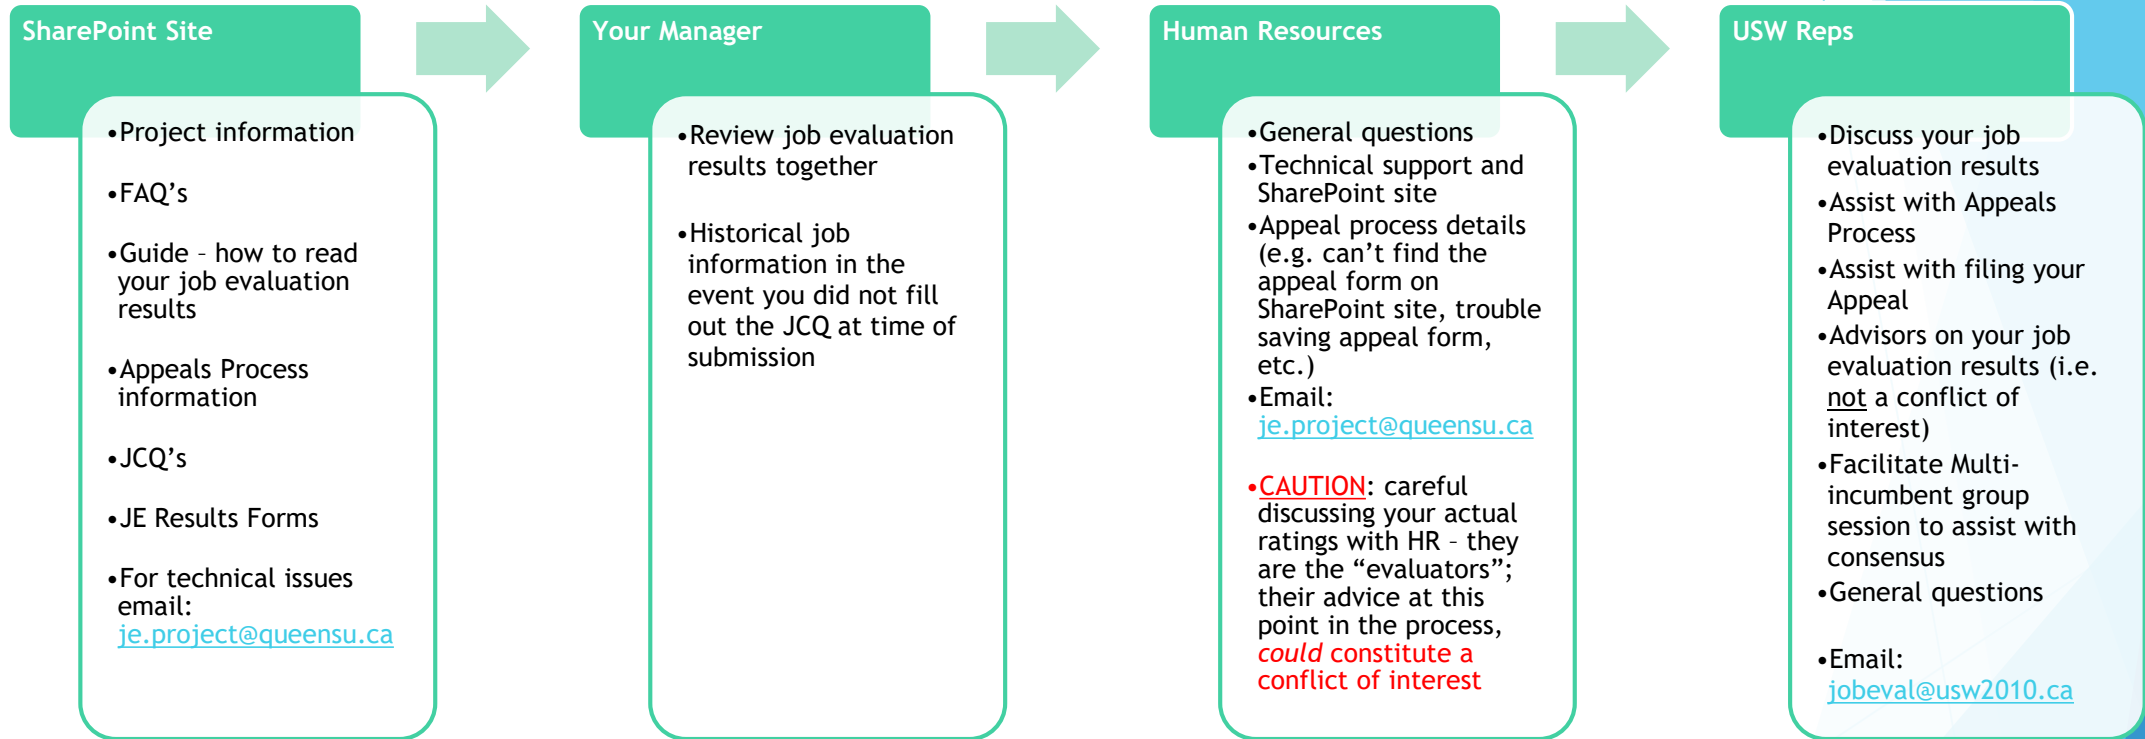 SharePoint Site
•Project information
•FAQ’s
•Guide – how to read
your job evaluation
results
•Appeals Process
information
•JCQ’s
•JE Results Forms
•For technical issues
email:
je.project@queensu.ca
Your Manager
•Review job evaluation
results together
•Historical job
information in the
event you did not fill
out the JCQ at time of
submission
Human Resources
•General questions
•Technical support and
SharePoint site
•Appeal process details
(e.g. can’t find the
appeal form on
SharePoint site, trouble
saving appeal form,
etc.)
•Email:
je.project@queensu.ca
•CAUTION: careful
discussing your actual
ratings with HR – they
are the “evaluators”;
their advice at this
point in the process,
could constitute a
conflict of interest
USW Reps
•Discuss your job
evaluation results
•Assist with Appeals
Process
•Assist with filing your
Appeal
•Advisors on your job
evaluation results (i.e.
not a conflict of
interest)
•Facilitate Multi-
incumbent group
session to assist with
consensus
•General questions
•Email:
jobeval@usw2010.ca